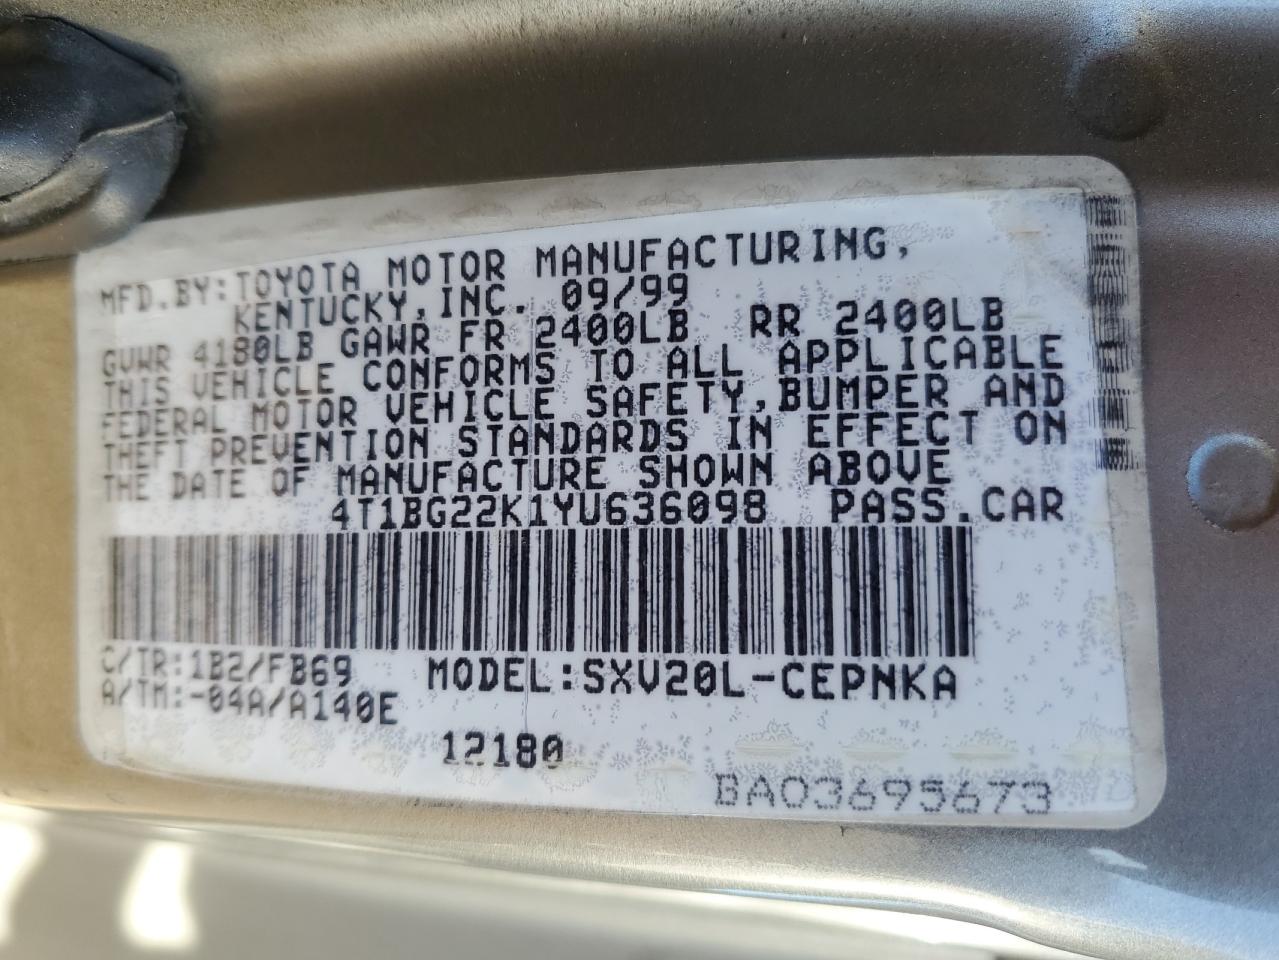 MFD.BY:TOYOTA MOTOR MANUFACTURING,
KENTUCKY,INC. 09/99
GVWR 4180LB GAWR FR 2400LB RR 2400LB
THIS VEHICLE CONFORMS TO ALL APPLICABLE
FEDERAL MOTOR VEHICLE SAFETY,BUMPER AND
THEFT PREVENTION STANDARDS IN EFFECT ON
THE DATE OF MANUFACTURE SHOWN ABOVE
4T1BG22K1YU636098 PASS.CAR
C/TR:1B2/FB69 MODEL:SXV20L-CEPNKA
A/TM:-04A/A140E
12180
BA03695673